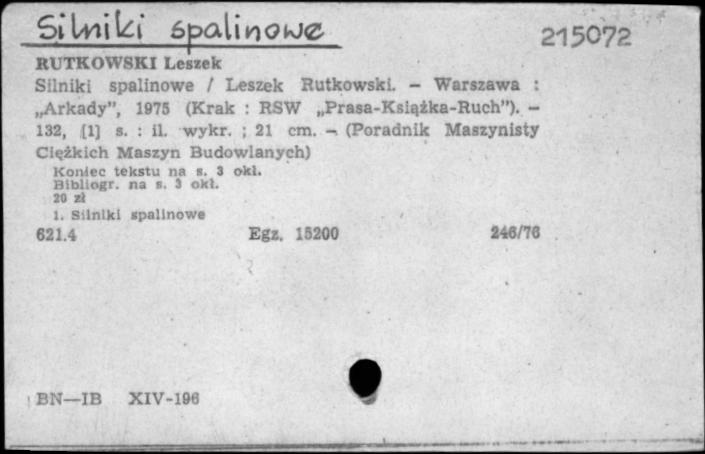 Silniki spalinowe
215072
RUTKOWSKI Leszek
Silniki spalinowe / Leszek Rutkowski. – Warszawa :
„Arkady”, 1975 (Krak : RSW „Prasa-Książka-Ruch”). –
132, [1] s. : il. wykr. ; 21 cm. – (Poradnik Maszynisty
Ciężkich Maszyn Budowlanych)
Koniec tekstu na s. 3 okł.
Bibliogr. na s. 3 okł.
20 zł
1. Silniki spalinowe
621.4 Egz. 15200 246/76
BN—IB XIV-196